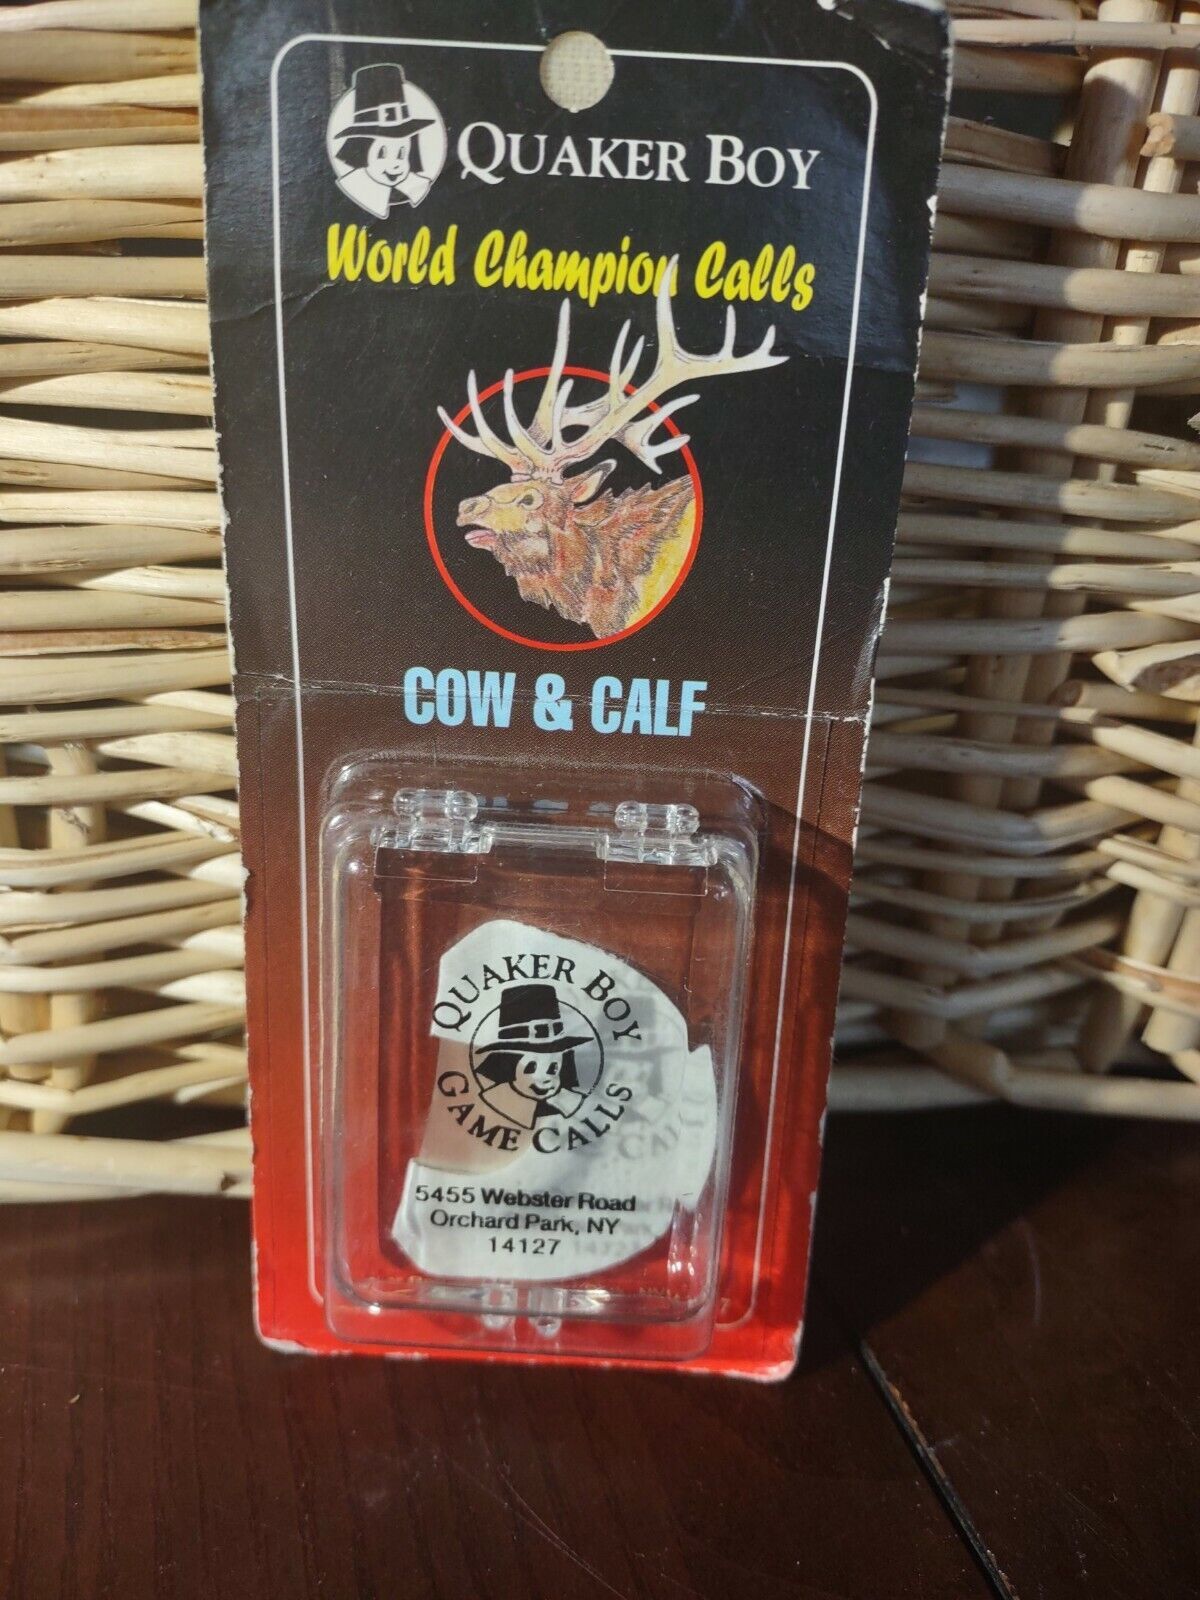 QUAKER BOY
World Champion Calls
COW & CALF
QUAKER BOY
GAME CALLS
5455 Webster Road
Orchard Park, NY
14127